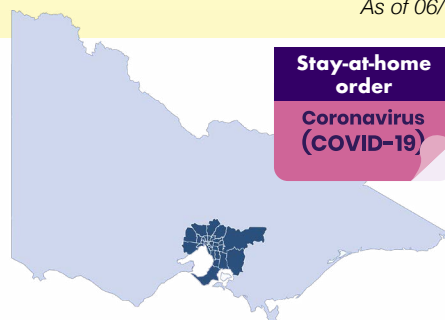 As of 06/
Stay-at-home
order
Coronavirus
(COVID-19)